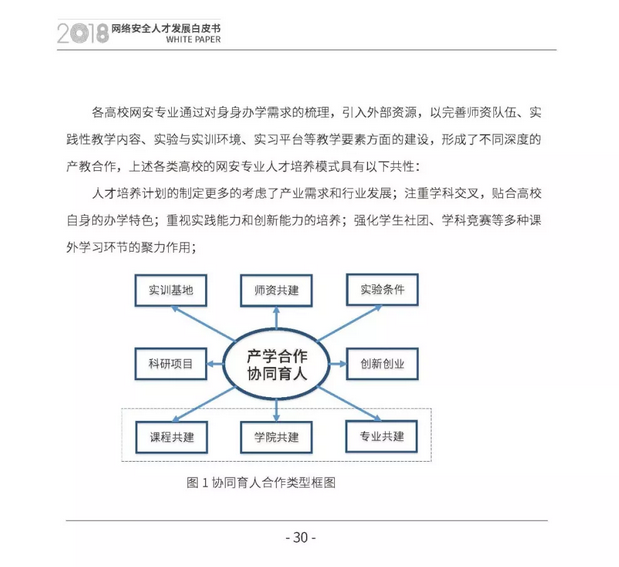 2018 网络安全人才发展白皮书
WHITE PAPER
各高校网安专业通过对身身办学需求的梳理，引入外部资源，以完善师资队伍、实
践性教学内容、实验与实训环境、实习平台等教学要素方面的建设，形成了不同深度的
产教合作，上述各类高校的网安专业人才培养模式具有以下共性：
人才培养计划的制定更多的考虑了产业需求和行业发展；注重学科交叉，贴合高校
自身的办学特色；重视实践能力和创新能力的培养；强化学生社团、学科竞赛等多种课
外学习环节的聚力作用；
实训基地
师资共建
实验条件
科研项目
产学合作
协同育人
创新创业
课程共建
学院共建
专业共建
图 1 协同育人合作类型框图
- 30 -